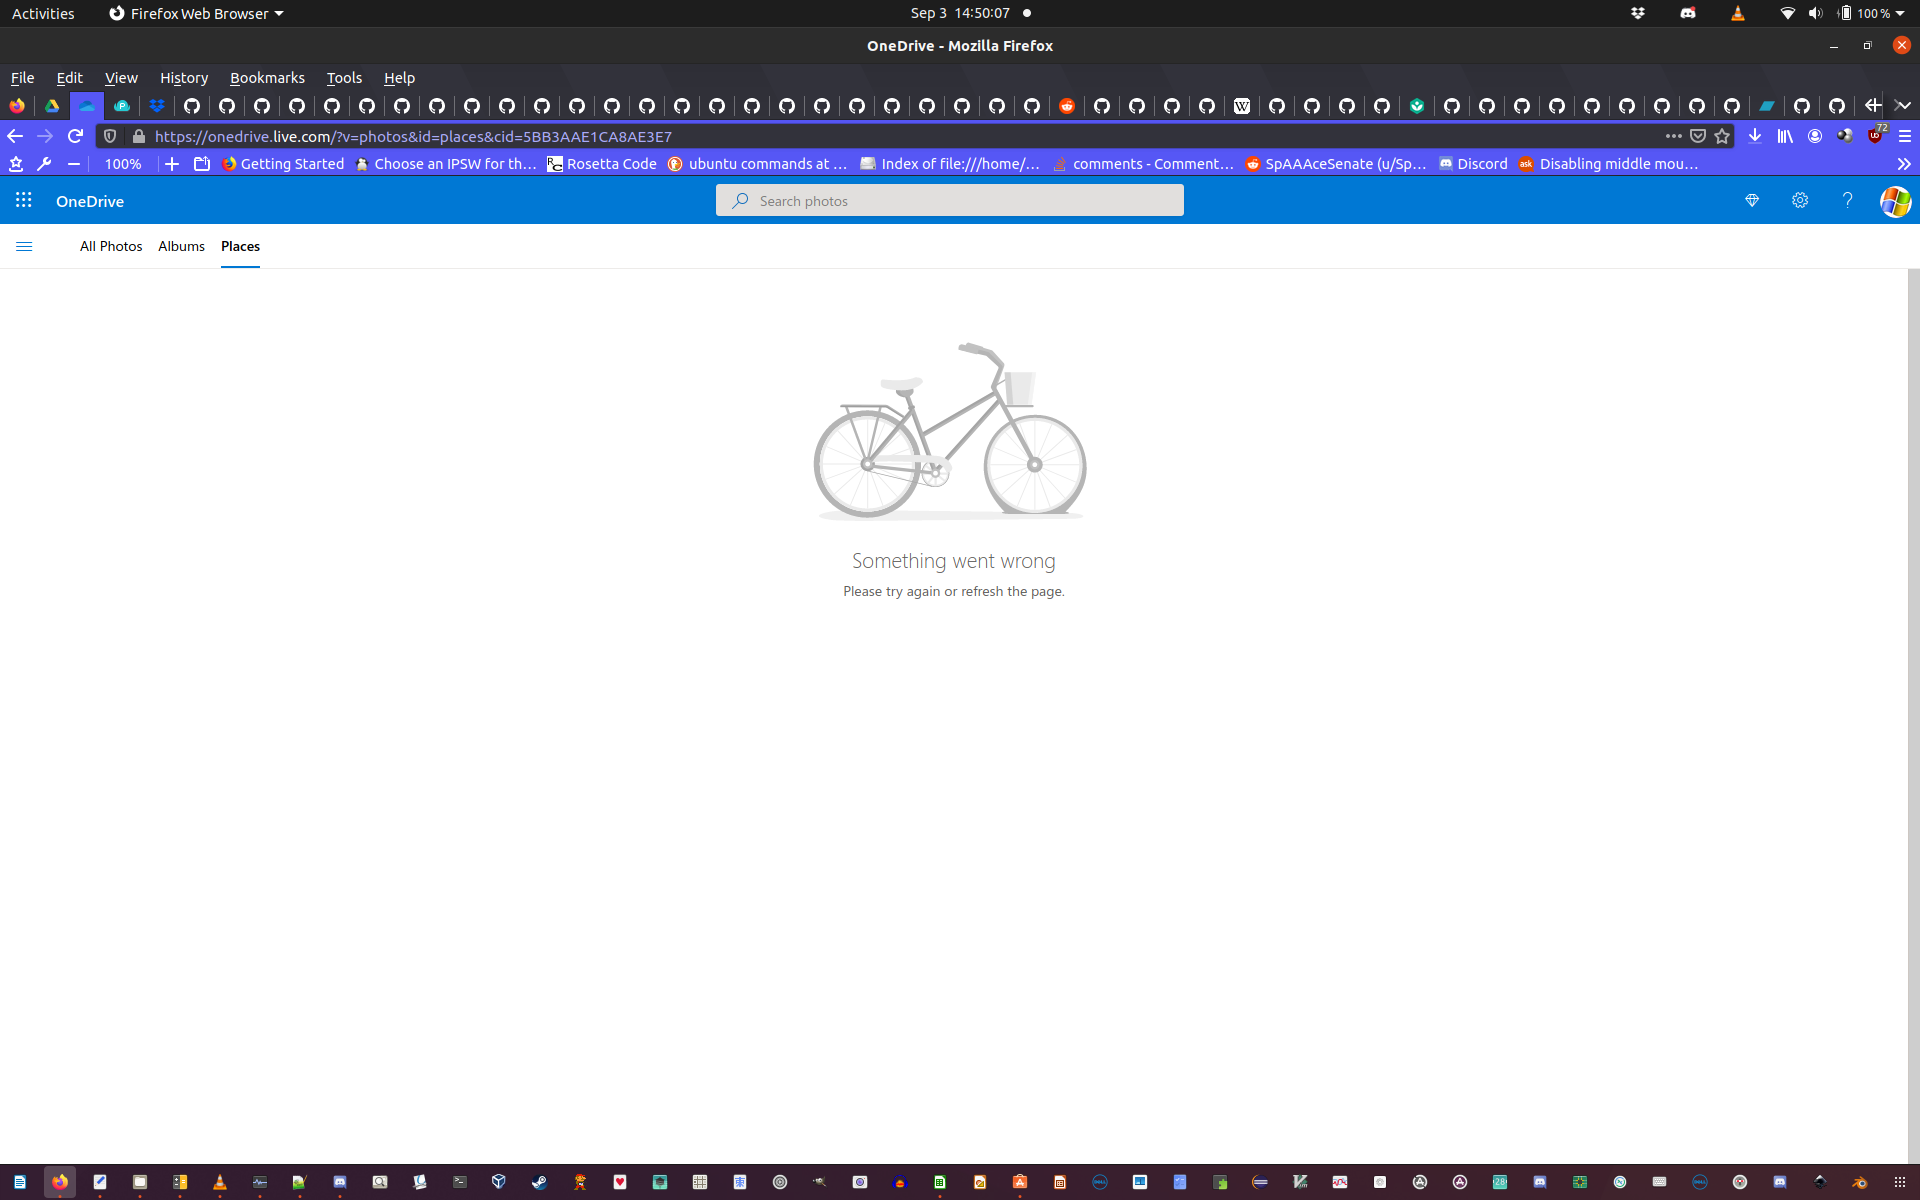 Activities Firefox Web Browser Sep 3 14:50:07 100 %
OneDrive - Mozilla Firefox
File Edit View History Bookmarks Tools Help
https://onedrive.live.com/?v=photos&id=places&cid=5BB3AAE1CA8AE3E7 72
100% Getting Started Choose an IPSW for th… Rosetta Code ubuntu commands at … Index of file:///home/… comments - Comment… SpAAAceSenate (u/Sp… Discord Disabling middle mou…
OneDrive Search photos
All Photos Albums Places
Something went wrong
Please try again or refresh the page.